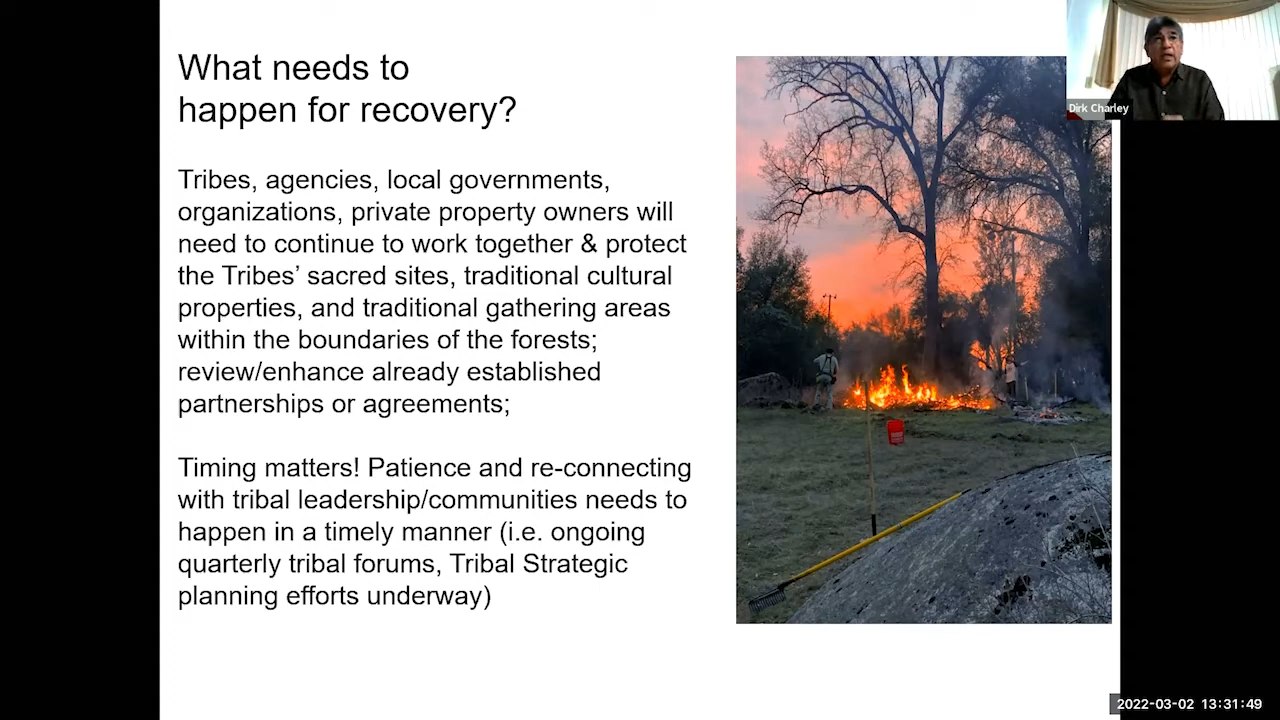 What needs to
happen for recovery?
Tribes, agencies, local governments,
organizations, private property owners will
need to continue to work together & protect
the Tribes’ sacred sites, traditional cultural
properties, and traditional gathering areas
within the boundaries of the forests;
review/enhance already established
partnerships or agreements;
Timing matters! Patience and re-connecting
with tribal leadership/communities needs to
happen in a timely manner (i.e. ongoing
quarterly tribal forums, Tribal Strategic
planning efforts underway)
Dirk Charley
2022-03-02 13:31:49